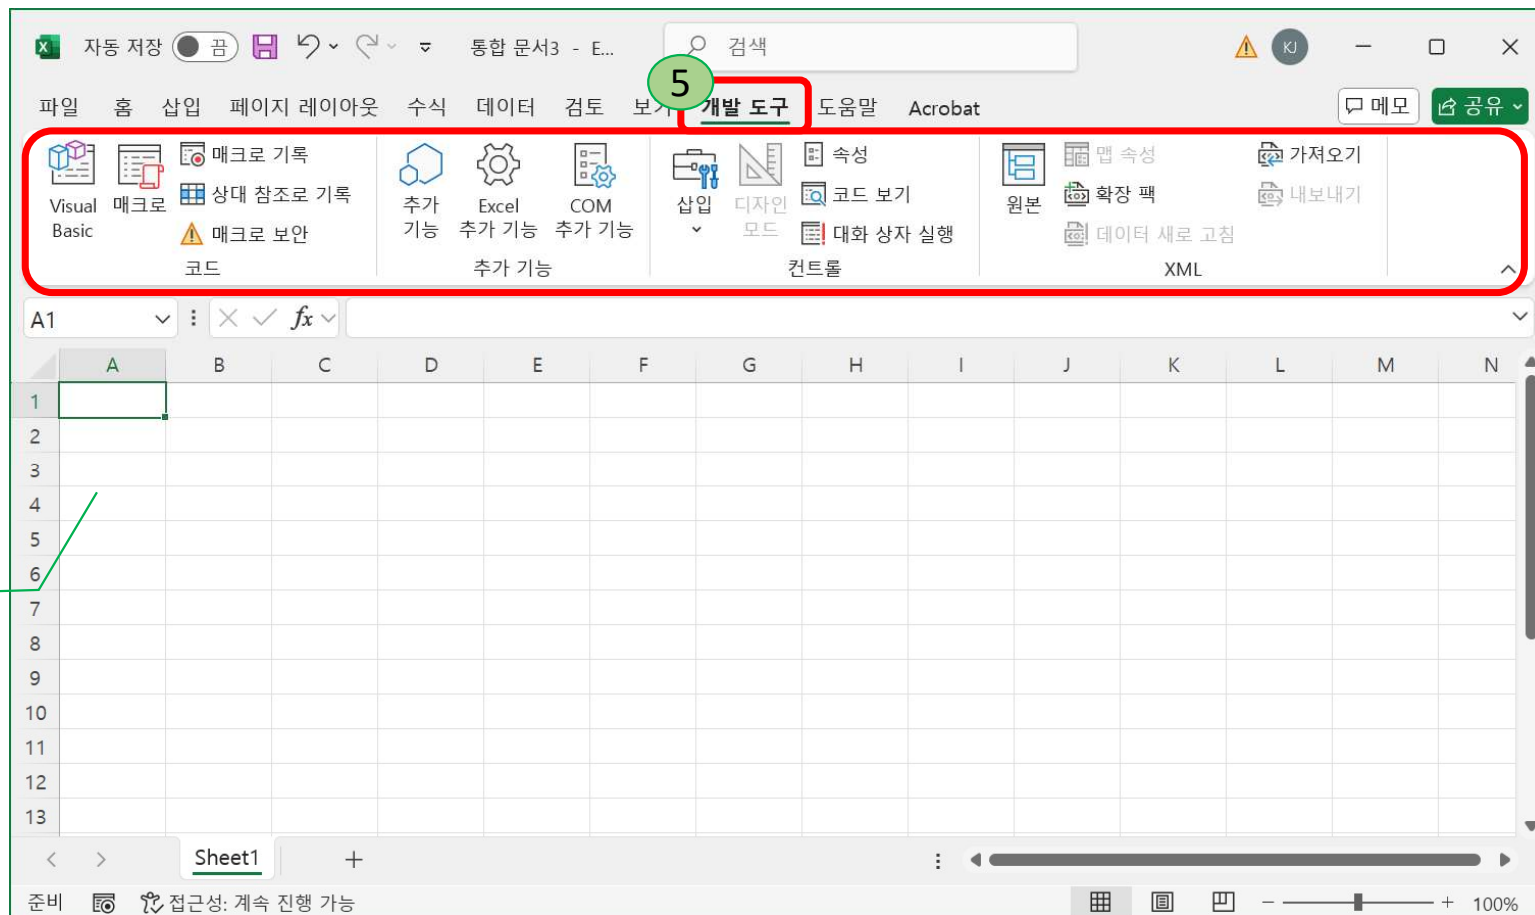 자동 저장 끔 통합 문서3 - E... 검색 KJ
5
파일 홈 삽입 페이지 레이아웃 수식 데이터 검토 보기 개발 도구 도움말 Acrobat 메모 공유
Visual Basic
매크로
매크로 기록
상대 참조로 기록
매크로 보안
코드
추가 기능
Excel 추가 기능
COM 추가 기능
추가 기능
삽입
디자인 모드
속성
코드 보기
대화 상자 실행
컨트롤
원본
맵 속성
확장 팩
데이터 새로 고침
가져오기
내보내기
XML
A1 fx
A B C D E F G H I J K L M N
1
2
3
4
5
6
7
8
9
10
11
12
13
Sheet1
준비 접근성: 계속 진행 가능 100%